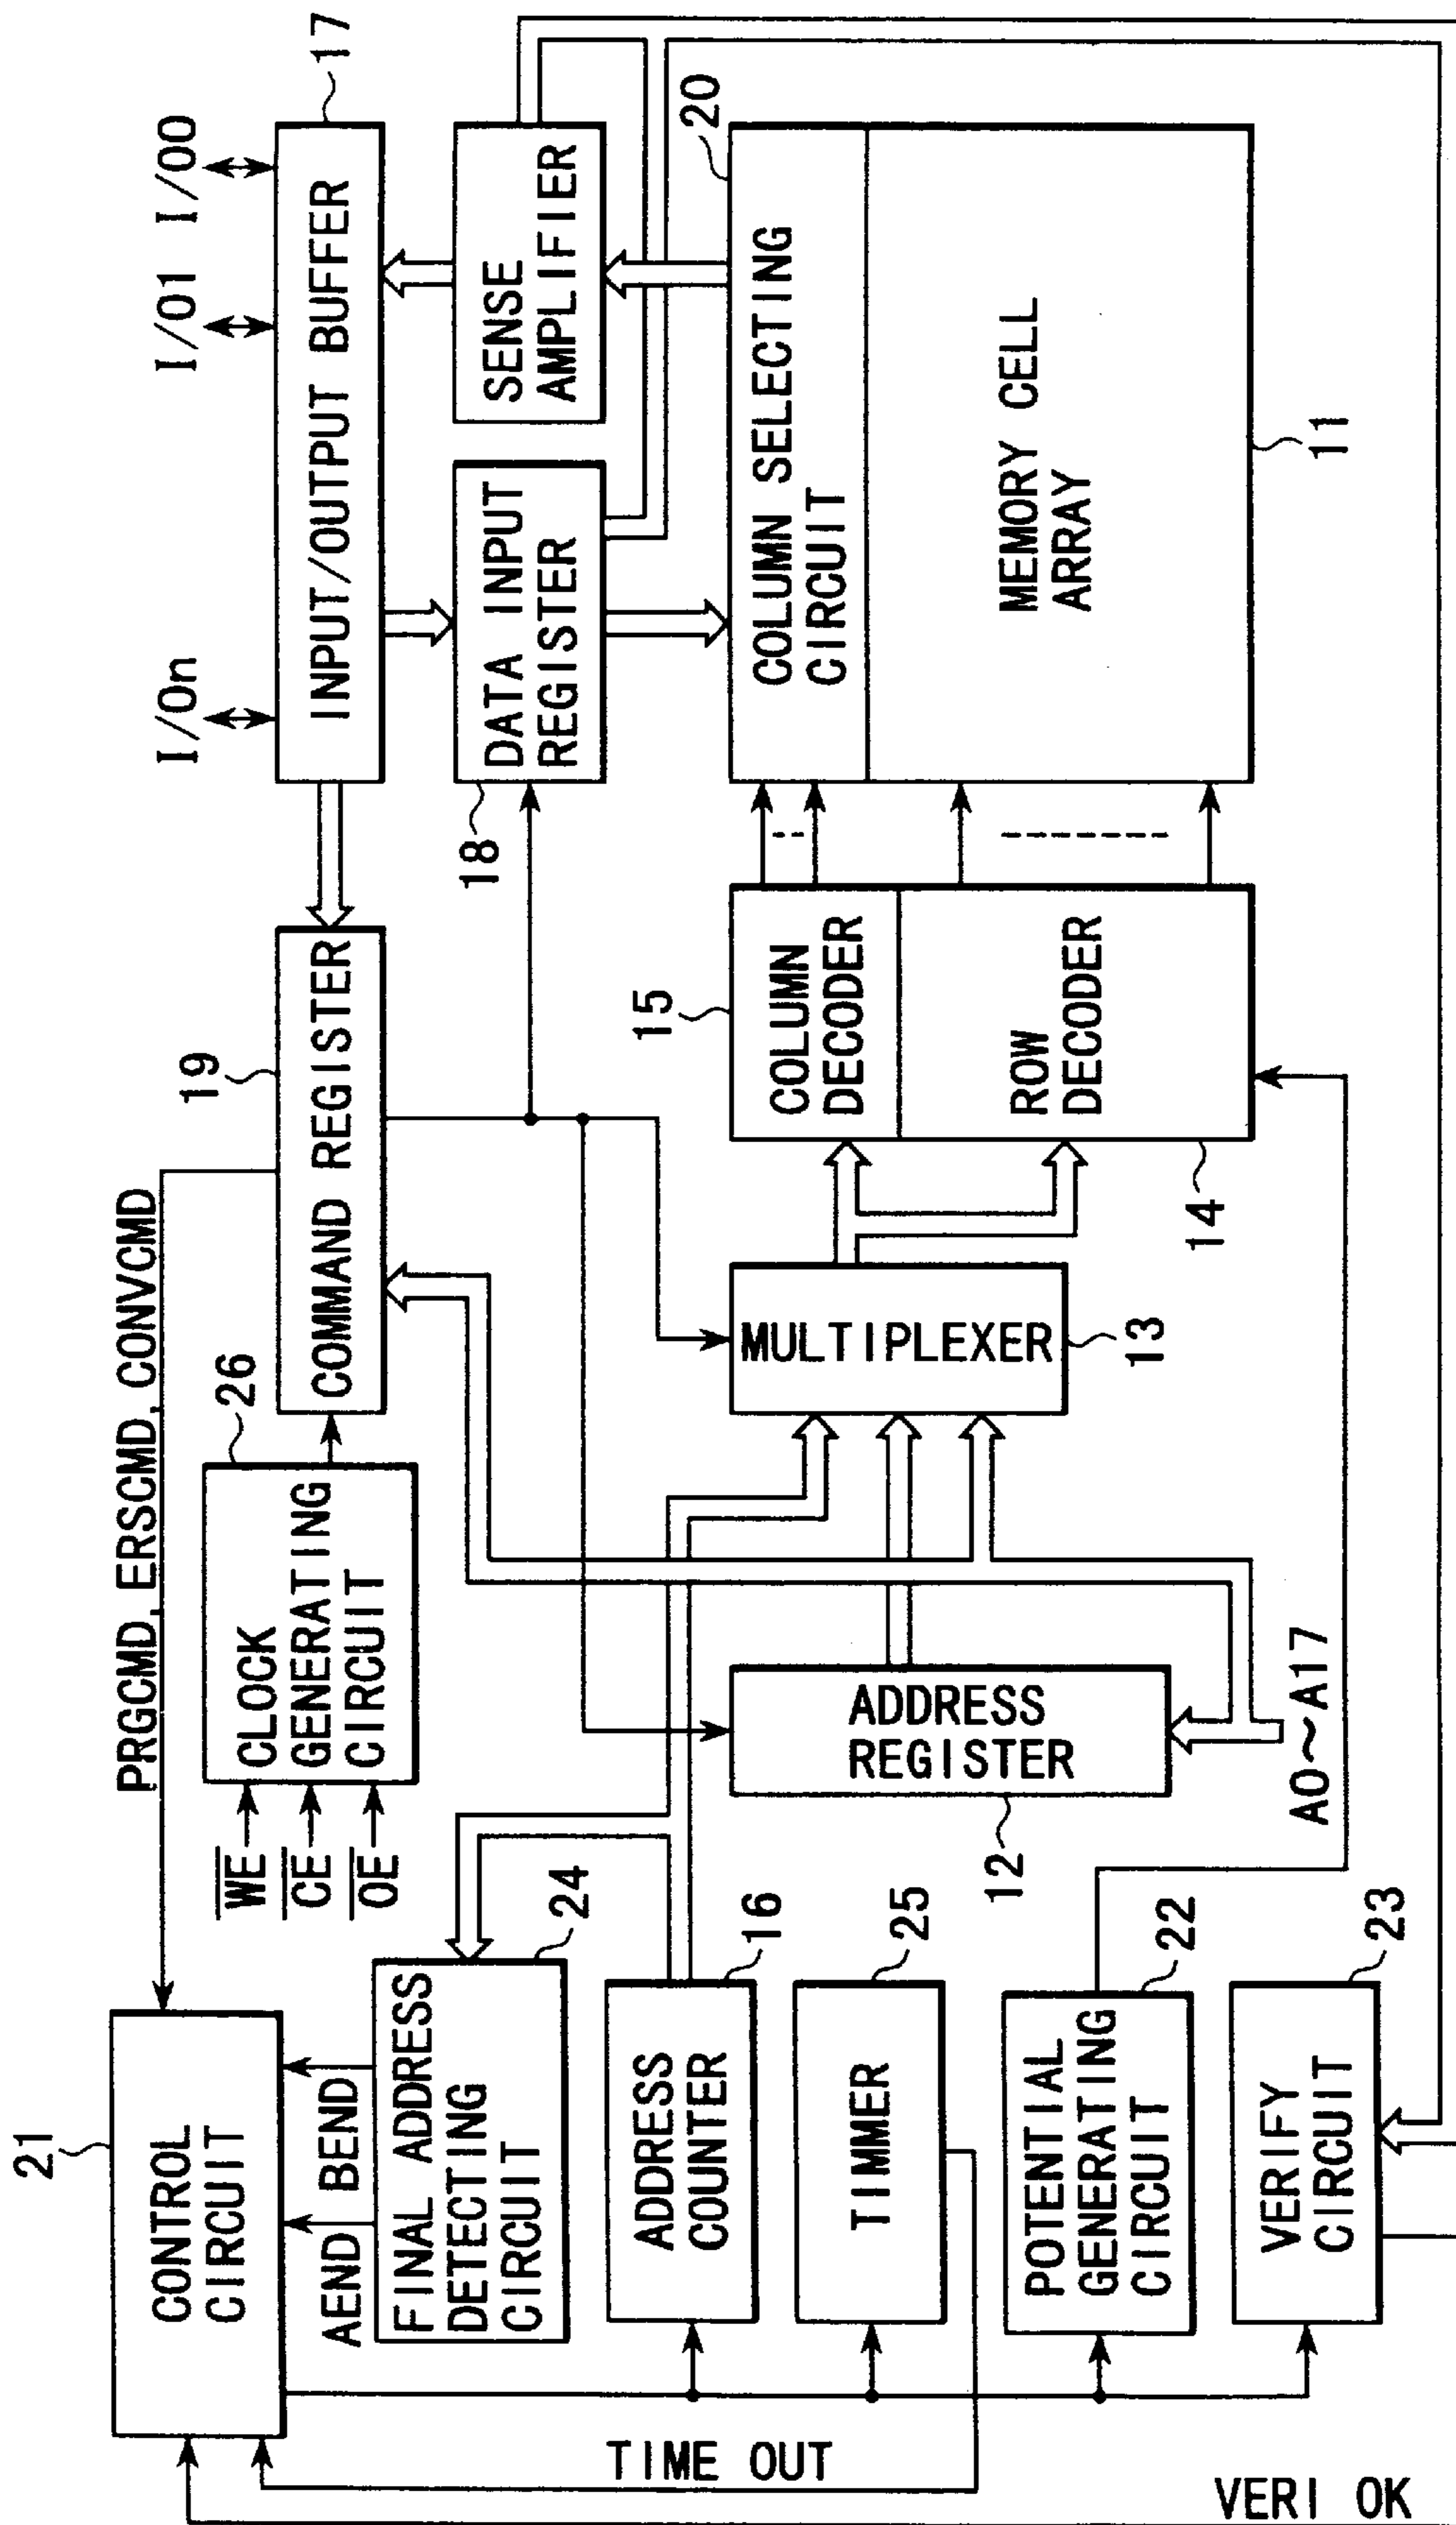 21
CONTROL
CIRCUIT
PRGCMD, ERSCMD, CONVCMD
AEND
BEND
FINAL ADDRESS
DETECTING
CIRCUIT
24
WE
CE
OE
CLOCK
GENERATING
CIRCUIT
26
COMMAND REGISTER
19
I/On
I/O1
I/O0
INPUT/OUTPUT BUFFER
17
DATA INPUT
REGISTER
18
SENSE
AMPLIFIER
ADDRESS
COUNTER
16
TIMMER
25
TIME OUT
POTENTIAL
GENERATING
CIRCUIT
22
VERIFY
CIRCUIT
23
VERI OK
ADDRESS
REGISTER
12
A0~A17
MULTIPLEXER
13
COLUMN
DECODER
15
ROW
DECODER
14
COLUMN SELECTING
CIRCUIT
20
MEMORY CELL
ARRAY
11